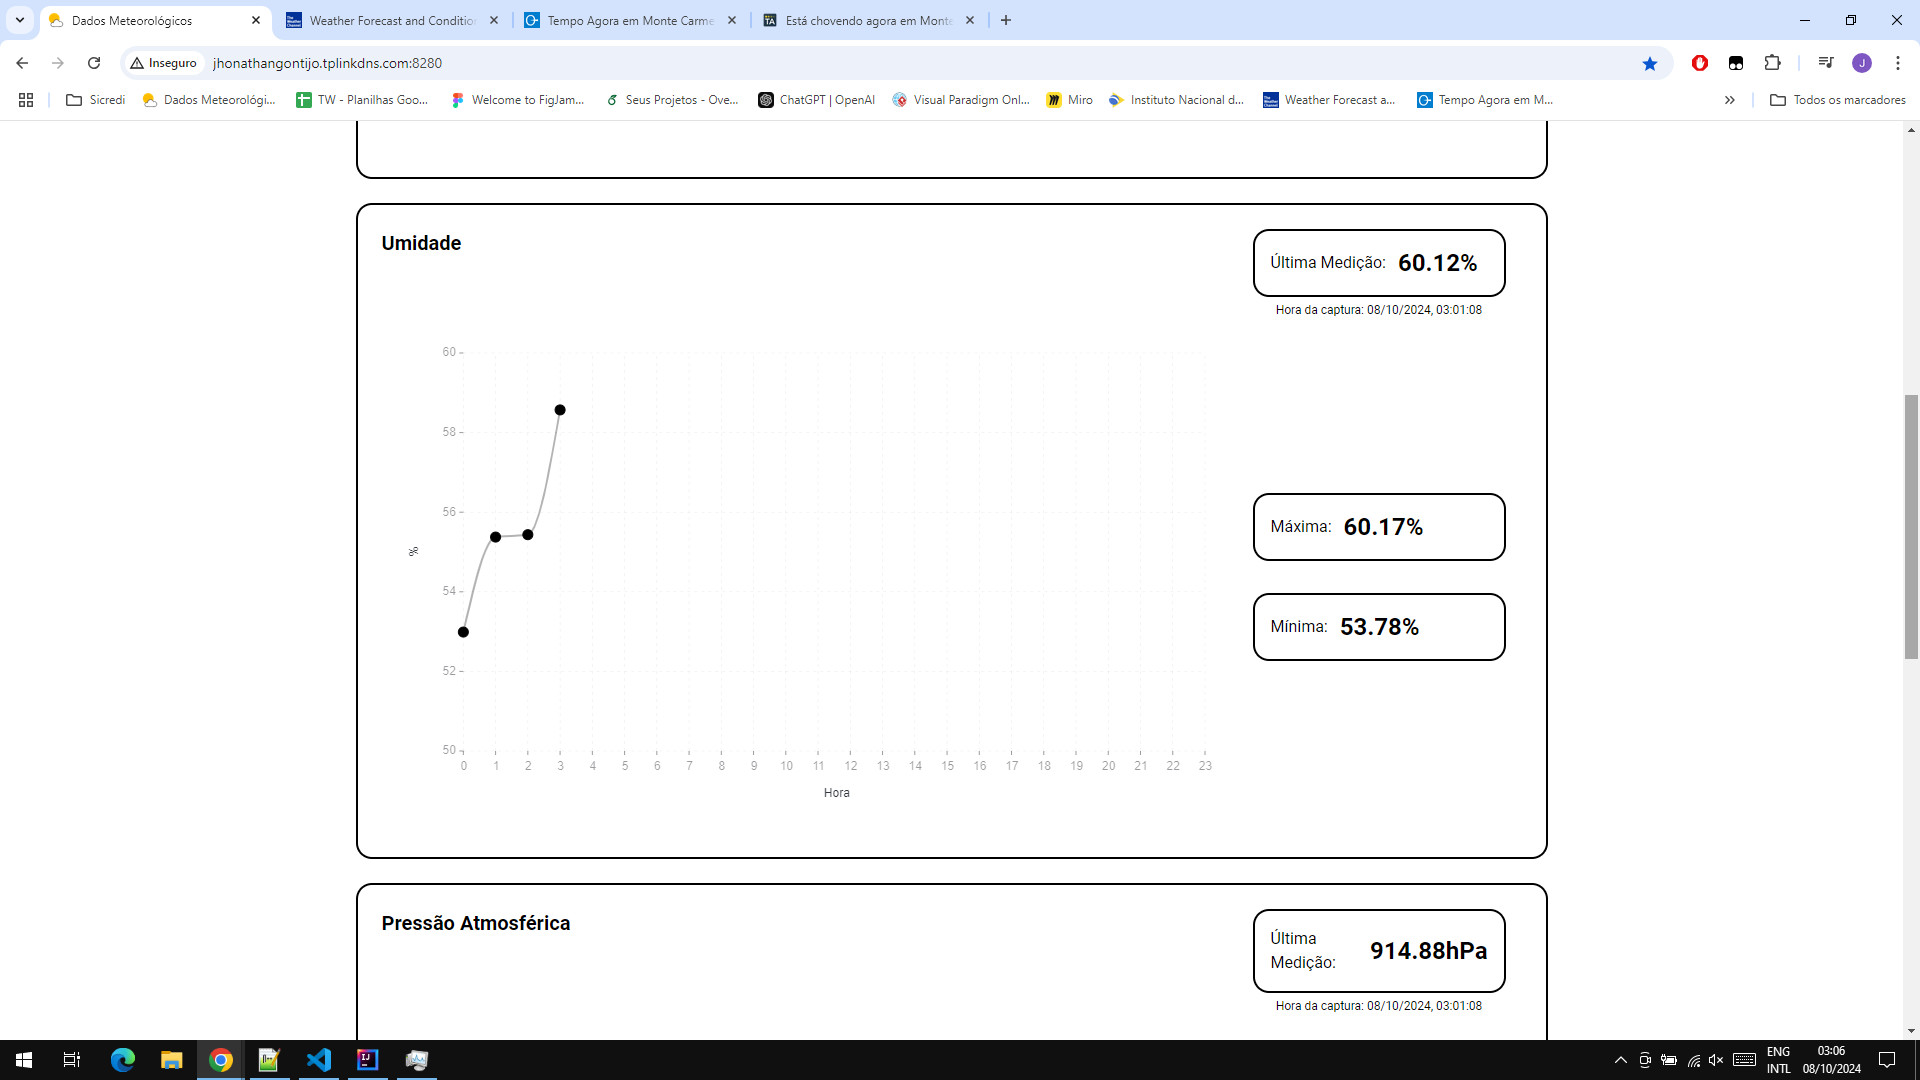 Dados Meteorológicos
Weather Forecast and Conditio
Tempo Agora em Monte Carme
Está chovendo agora em Monte
Inseguro
jhonathangontijo.tplinkdns.com:8280
Sicredi
Dados Meteorológi...
TW - Planilhas Goo...
Welcome to FigJam...
Seus Projetos - Ove...
ChatGPT | OpenAI
Visual Paradigm Onl...
Miro
Instituto Nacional d...
Weather Forecast a...
Tempo Agora em M...
Todos os marcadores
Umidade
Última Medição: 60.12%
Hora da captura: 08/10/2024, 03:01:08
60
58
56
54
52
50
%
0 1 2 3 4 5 6 7 8 9 10 11 12 13 14 15 16 17 18 19 20 21 22 23
Hora
Máxima: 60.17%
Mínima: 53.78%
Pressão Atmosférica
Última
Medição:
914.88hPa
Hora da captura: 08/10/2024, 03:01:08
ENG
INTL
03:06
08/10/2024